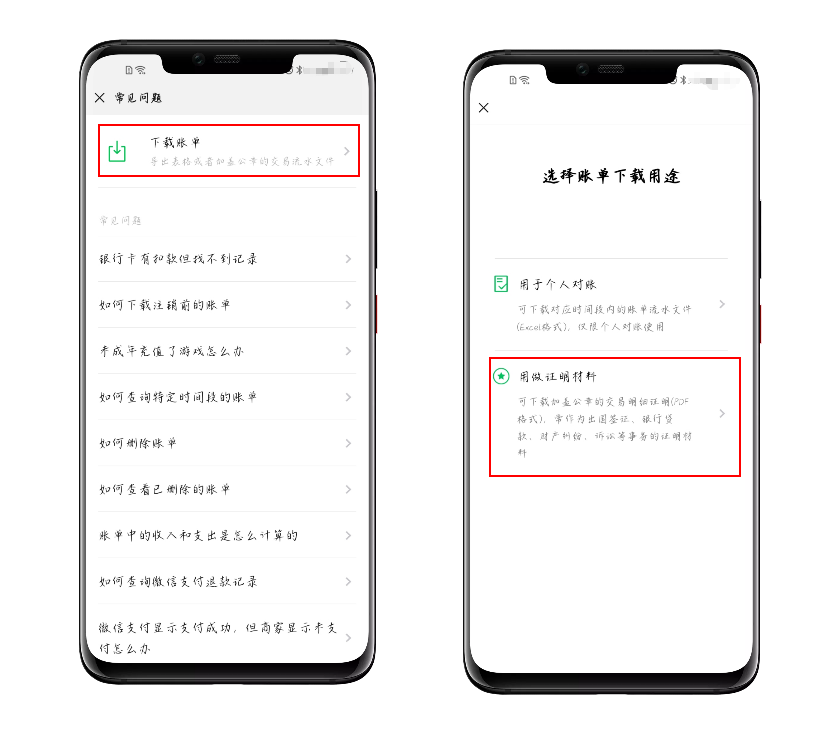 常见问题
下载账单
导出表格或者加盖公章的交易流水文件
常见问题
银行卡有扣款但找不到记录
如何下载注销前的账单
未成年充值了游戏怎么办
如何查询特定时间段的账单
如何删除账单
如何查看已删除的账单
账单中的收入和支出是怎么计算的
如何查询微信支付退款记录
微信支付显示支付成功，但商家显示未支
付怎么办
选择账单下载用途
用于个人对账
可下载对应时间段内的账单流水文件
(Excel格式)，仅限个人对账使用
用做证明材料
可下载加盖公章的交易明细证明(PDF
格式)，常作为出国签证、银行贷
款、财产纠纷、诉讼等事务的证明材
料